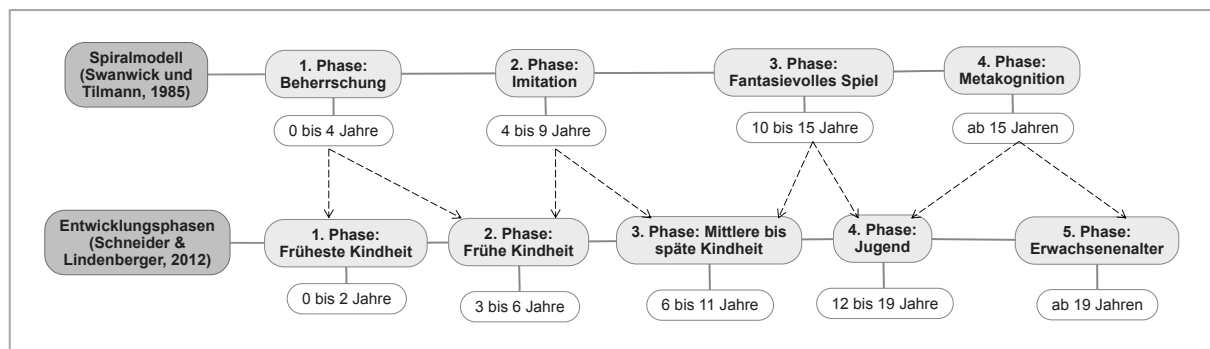 Spiralmodell
(Swanwick und
Tilmann, 1985)
1. Phase:
Beherrschung
2. Phase:
Imitation
3. Phase:
Fantasievolles Spiel
4. Phase:
Metakognition
0 bis 4 Jahre
4 bis 9 Jahre
10 bis 15 Jahre
ab 15 Jahren
Entwicklungsphasen
(Schneider &
Lindenberger, 2012)
1. Phase:
Früheste Kindheit
2. Phase:
Frühe Kindheit
3. Phase: Mittlere bis
späte Kindheit
4. Phase:
Jugend
5. Phase:
Erwachsenenalter
0 bis 2 Jahre
3 bis 6 Jahre
6 bis 11 Jahre
12 bis 19 Jahre
ab 19 Jahren